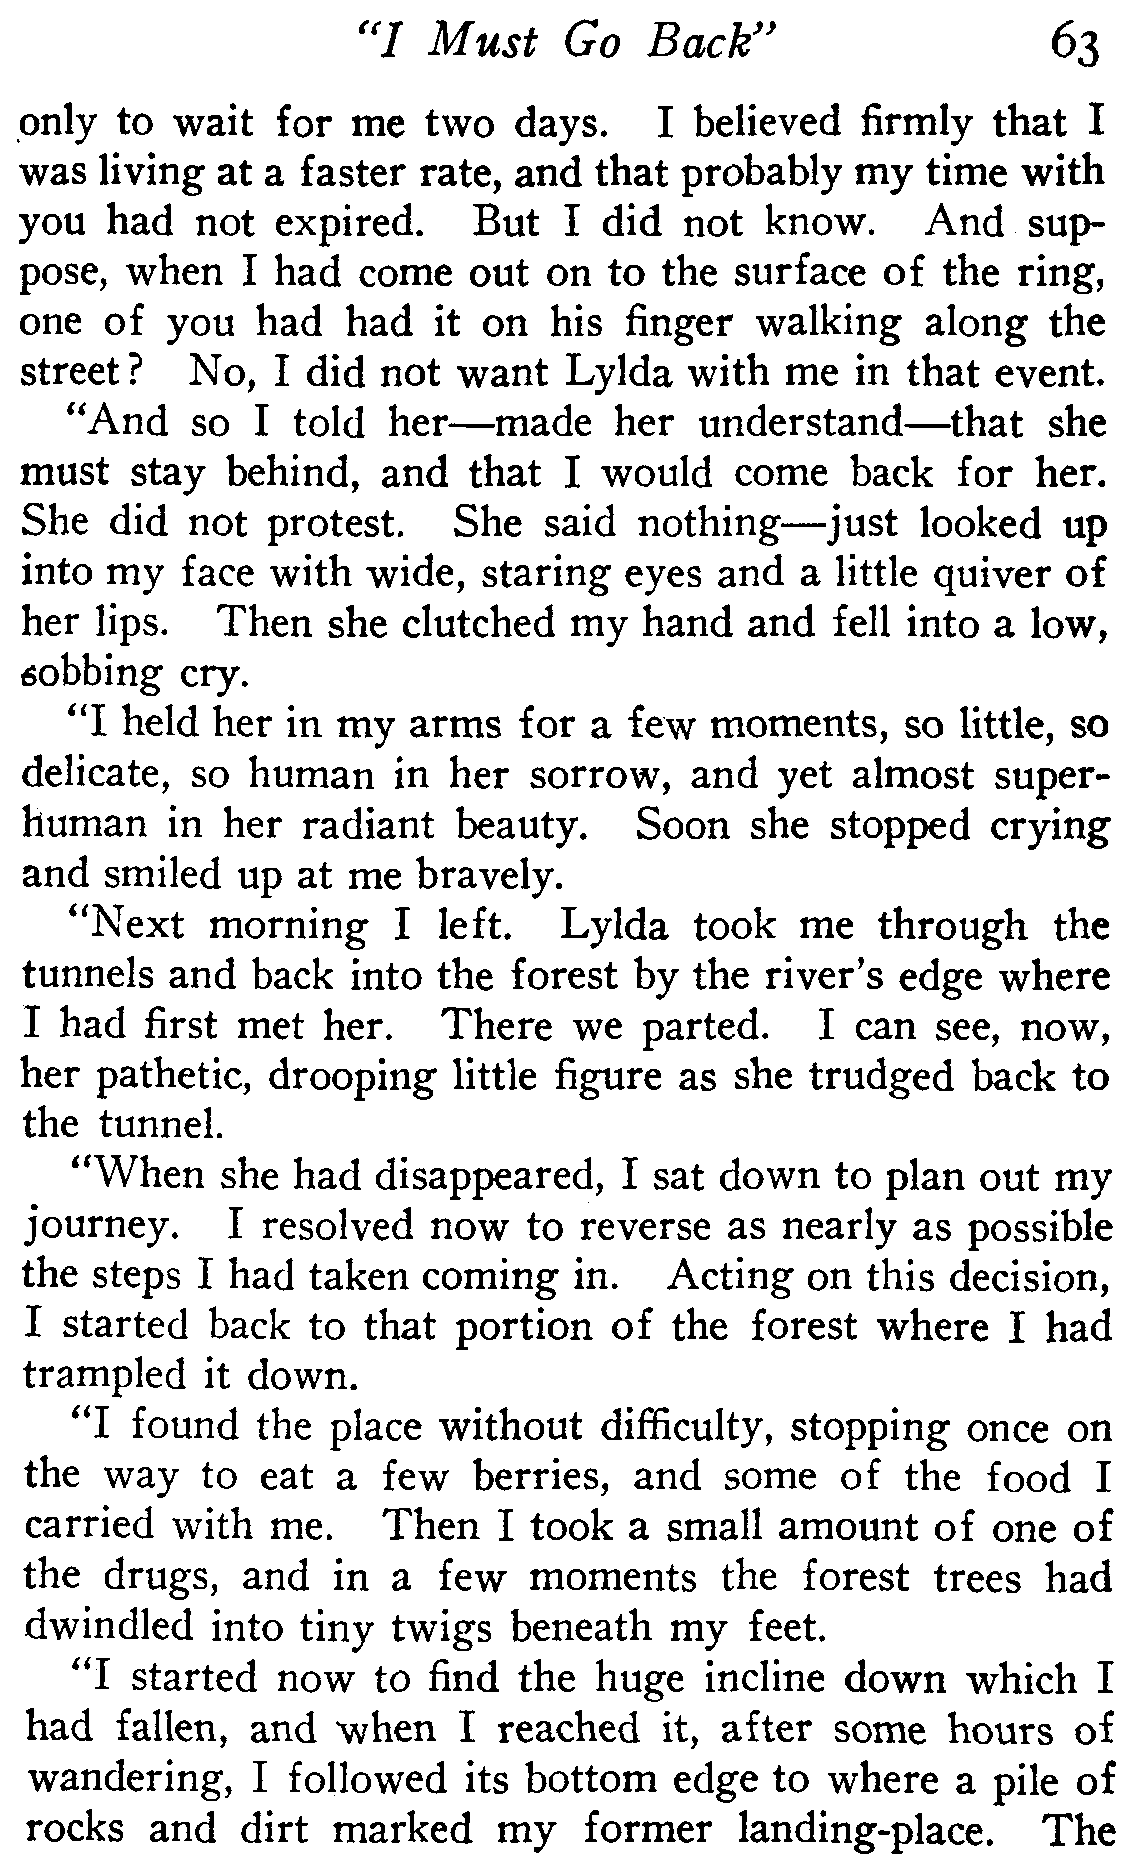 "I Must Go Back" 63
only to wait for me two days. I believed firmly that I
was living at a faster rate, and that probably my time with
you had not expired. But I did not know. And sup-
pose, when I had come out on to the surface of the ring,
one of you had had it on his finger walking along the
street? No, I did not want Lylda with me in that event.
"And so I told her—made her understand—that she
must stay behind, and that I would come back for her.
She did not protest. She said nothing—just looked up
into my face with wide, staring eyes and a little quiver of
her lips. Then she clutched my hand and fell into a low,
sobbing cry.
"I held her in my arms for a few moments, so little, so
delicate, so human in her sorrow, and yet almost super-
human in her radiant beauty. Soon she stopped crying
and smiled up at me bravely.
"Next morning I left. Lylda took me through the
tunnels and back into the forest by the river's edge where
I had first met her. There we parted. I can see, now,
her pathetic, drooping little figure as she trudged back to
the tunnel.
"When she had disappeared, I sat down to plan out my
journey. I resolved now to reverse as nearly as possible
the steps I had taken coming in. Acting on this decision,
I started back to that portion of the forest where I had
trampled it down.
"I found the place without difficulty, stopping once on
the way to eat a few berries, and some of the food I
carried with me. Then I took a small amount of one of
the drugs, and in a few moments the forest trees had
dwindled into tiny twigs beneath my feet.
"I started now to find the huge incline down which I
had fallen, and when I reached it, after some hours of
wandering, I followed its bottom edge to where a pile of
rocks and dirt marked my former landing-place. The